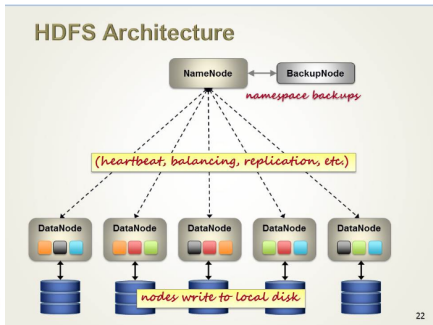 HDFS Architecture
NameNode
BackupNode
namespace backups
(heartbeat, balancing, replication, etc.)
DataNode
DataNode
DataNode
DataNode
DataNode
nodes write to local disk
22